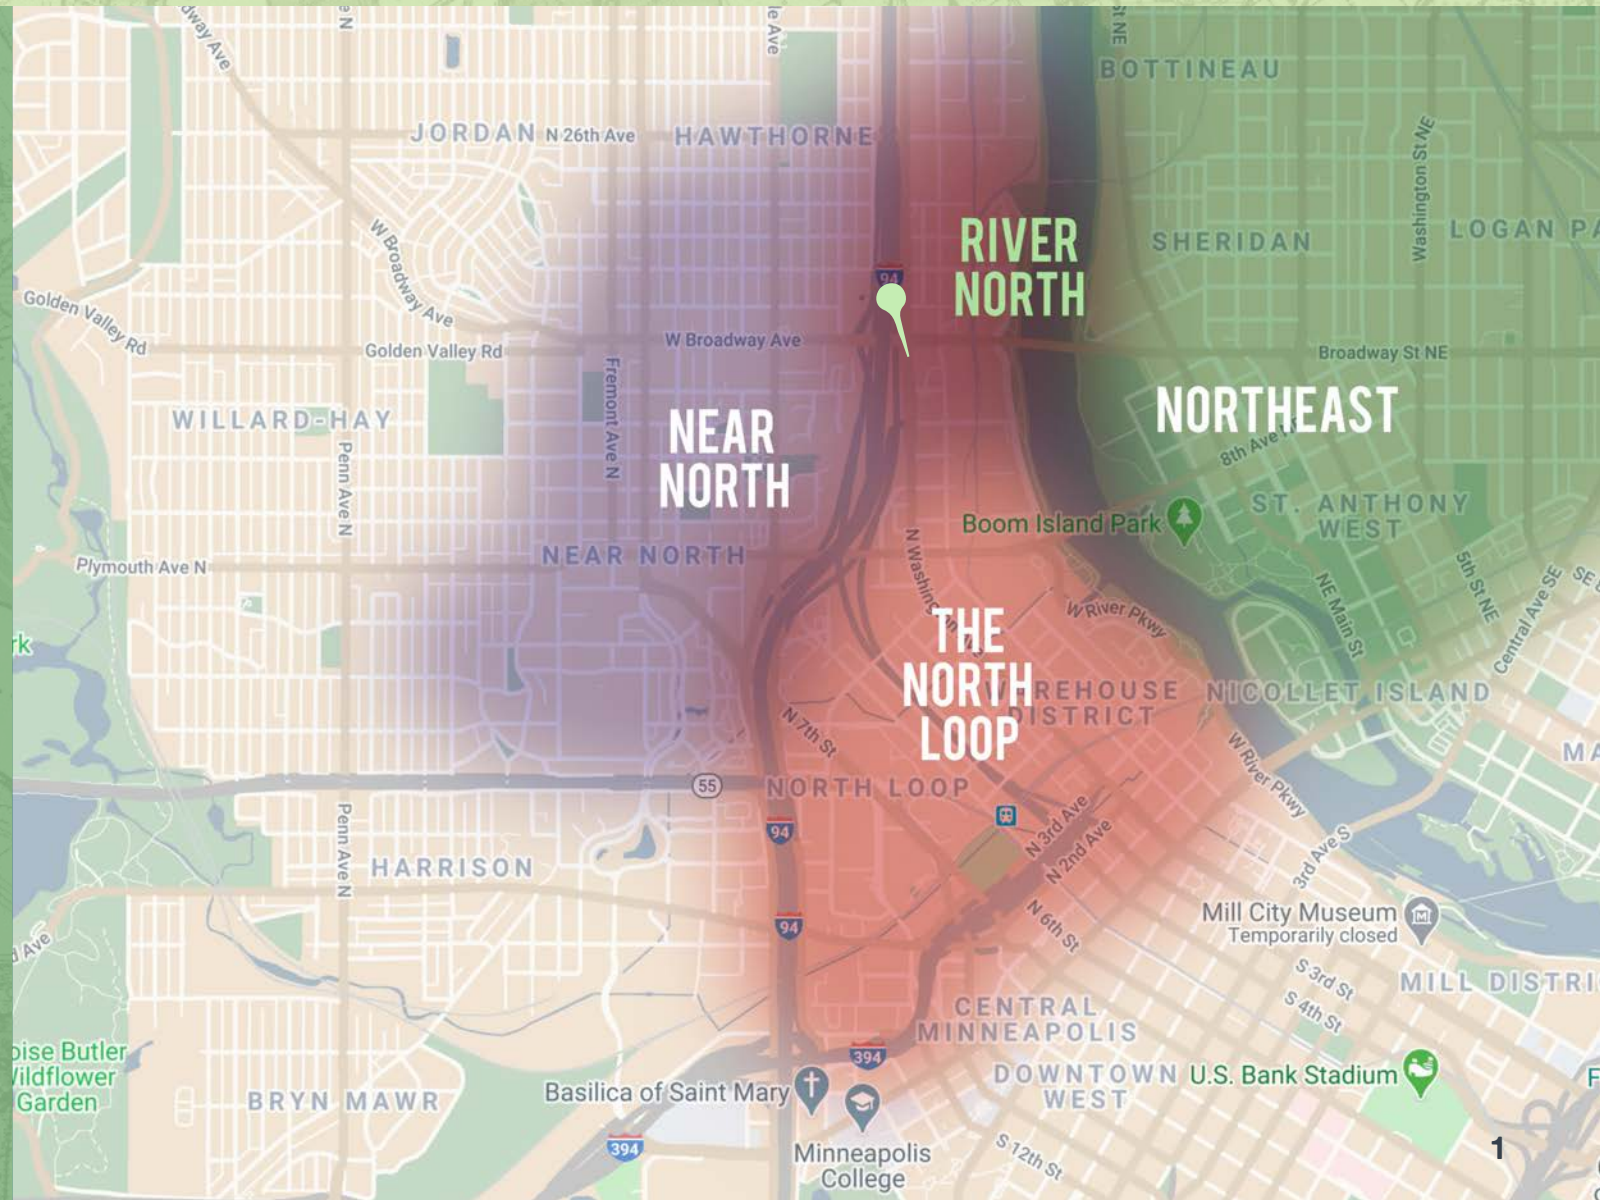 St NE
BOTTINEAU
JORDAN
N 26th Ave
HAWTHORNE
Washington St NE
94
RIVER
NORTH
SHERIDAN
W Broadway Ave
Golden Valley Rd
W Broadway Ave
Golden Valley Rd
Broadway St NE
Fremont Ave N
NORTHEAST
WILLARD-HAY
NEAR
NORTH
8th Ave
Penn Ave N
ST. ANTHONY
WEST
Boom Island Park
NEAR NORTH
Plymouth Ave N
5th St NE
NE Main St
Central Ave SE
W River Pkwy
THE
NORTH
LOOP
DISTRICT
NICOLLET ISLAND
N 7th St
W River Pkwy
55
NORTH LOOP
94
N 3rd Ave
N 2nd Ave
Penn Ave N
HARRISON
3rd Ave S
94
N 6th St
Mill City Museum
Temporarily closed
S 3rd St
S 4th St
CENTRAL
MINNEAPOLIS
394
DOWNTOWN
WEST
U.S. Bank Stadium
Garden
BRYN MAWR
Basilica of Saint Mary
394
Minneapolis
College
S 12th St
1